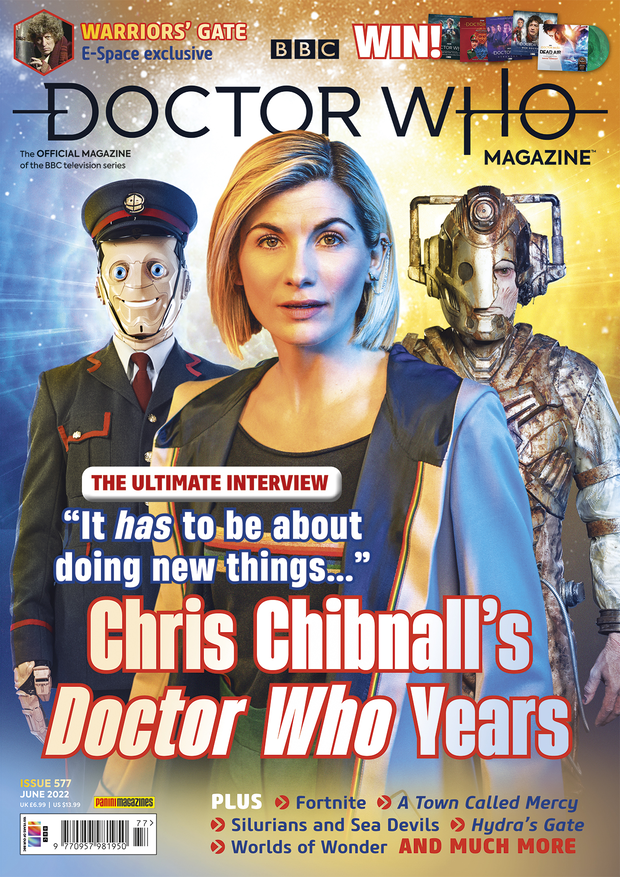 WARRIORS' GATE
E-Space exclusive
BBC
WIN!
DEAD AIR
DOCTOR WHO
MAGAZINE™
The OFFICIAL MAGAZINE
of the BBC television series
THE ULTIMATE INTERVIEW
“It has to be about
doing new things...”
Chris Chibnall's
Doctor Who Years
ISSUE 577
JUNE 2022
UK £6.99 | US $13.99
PANINI MAGAZINES
77>
9 770957 981950
PLUS > Fortnite > A Town Called Mercy
> Silurians and Sea Devils > Hydra's Gate
> Worlds of Wonder AND MUCH MORE